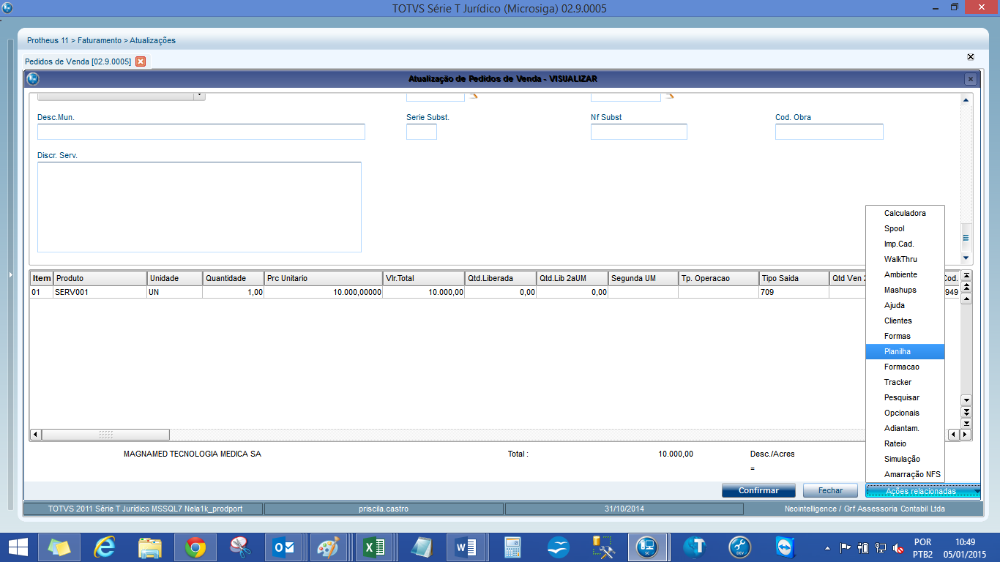 TOTVS Série T Jurídico (Microsiga) 02.9.0005
Protheus 11 > Faturamento > Atualizações
Pedidos de Venda [02.9.0005]
Atualização de Pedidos de Venda - VISUALIZAR
Desc.Mun. Serie Subst. Nf Subst Cod. Obra
Discr. Serv.
Calculadora
Spool
Imp.Cad.
WalkThru
Ambiente
Mashups
Ajuda
Clientes
Formas
Planilha
Formacao
Tracker
Pesquisar
Opcionais
Adiantam.
Rateio
Simulação
Amarração NFS
Item Produto Unidade Quantidade Prc Unitario Vlr.Total Qtd.Liberada Qtd.Lib 2aUM Segunda UM Tp. Operacao Tipo Saida Qtd Ven Cod.
01 SERV001 UN 1,00 10.000,00000 10.000,00 0,00 0,00 709 949
MAGNAMED TECNOLOGIA MEDICA SA Total : 10.000,00 Desc./Acres
=
Confirmar Fechar Ações relacionadas
TOTVS 2011 Série T Jurídico MSSQL7 Nela1k_prodport priscila.castro 31/10/2014 Neointelligence / Grf Assessoria Contabil Ltda
POR 10:49
PTB2 05/01/2015